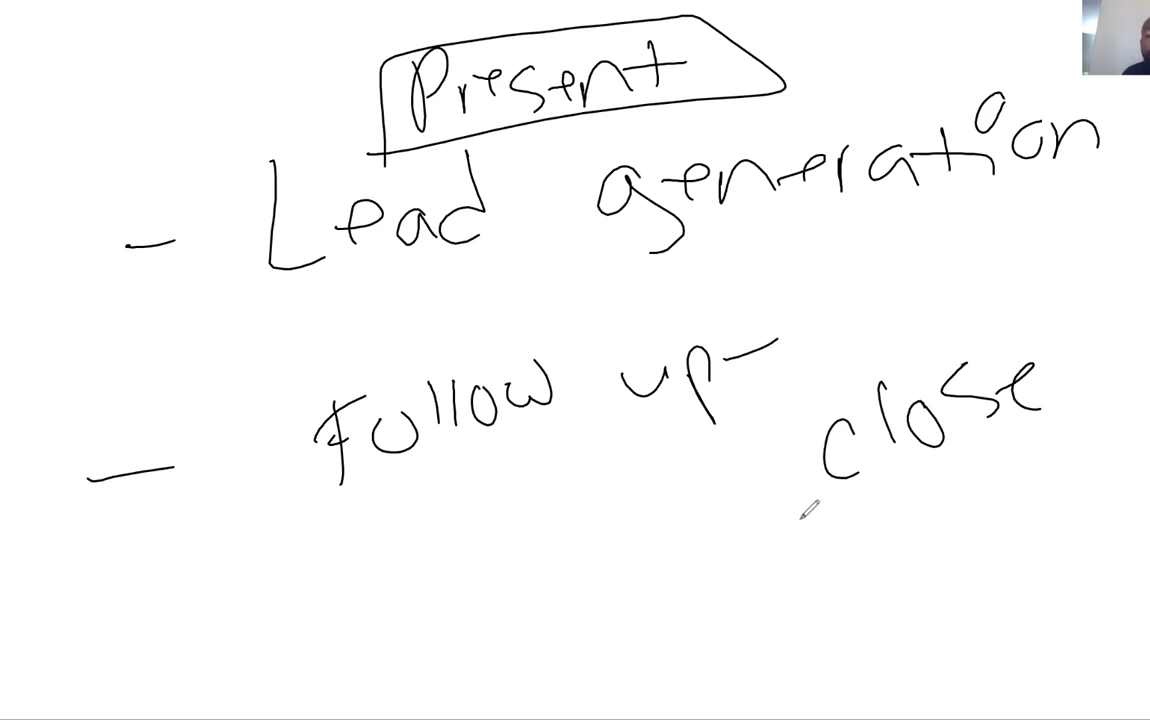 Present
- Lead generation
- Follow up - close